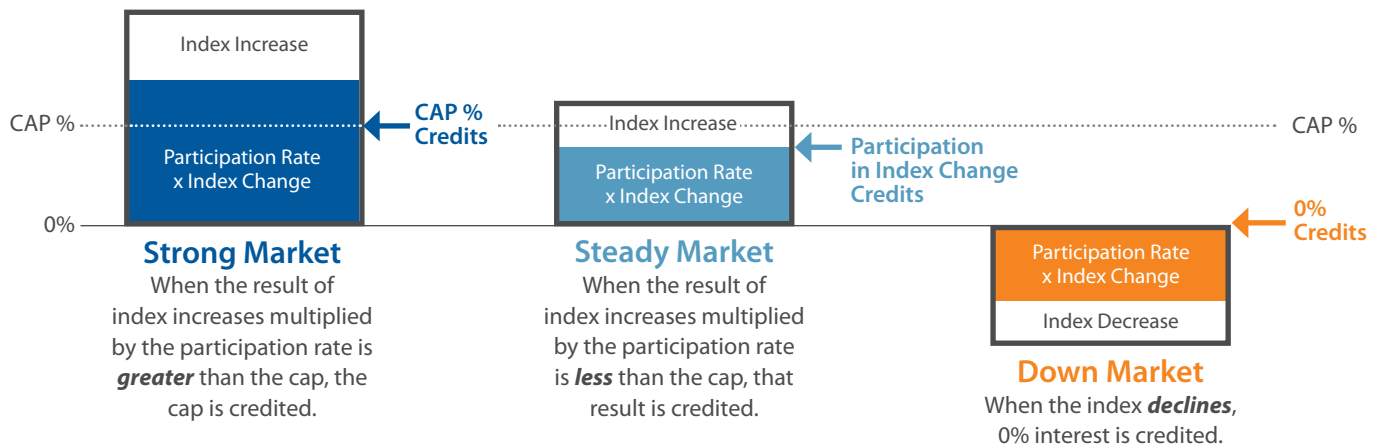 Index Increase
CAP %
CAP %
Credits
Participation Rate
x Index Change
0%
Strong Market
When the result of
index increases multiplied
by the participation rate is
greater than the cap, the
cap is credited.
Index Increase
Participation Rate
x Index Change
Participation
in Index Change
Credits
Steady Market
When the result of
index increases multiplied
by the participation rate
is less than the cap, that
result is credited.
CAP %
0%
Credits
Participation Rate
x Index Change
Index Decrease
Down Market
When the index declines,
0% interest is credited.